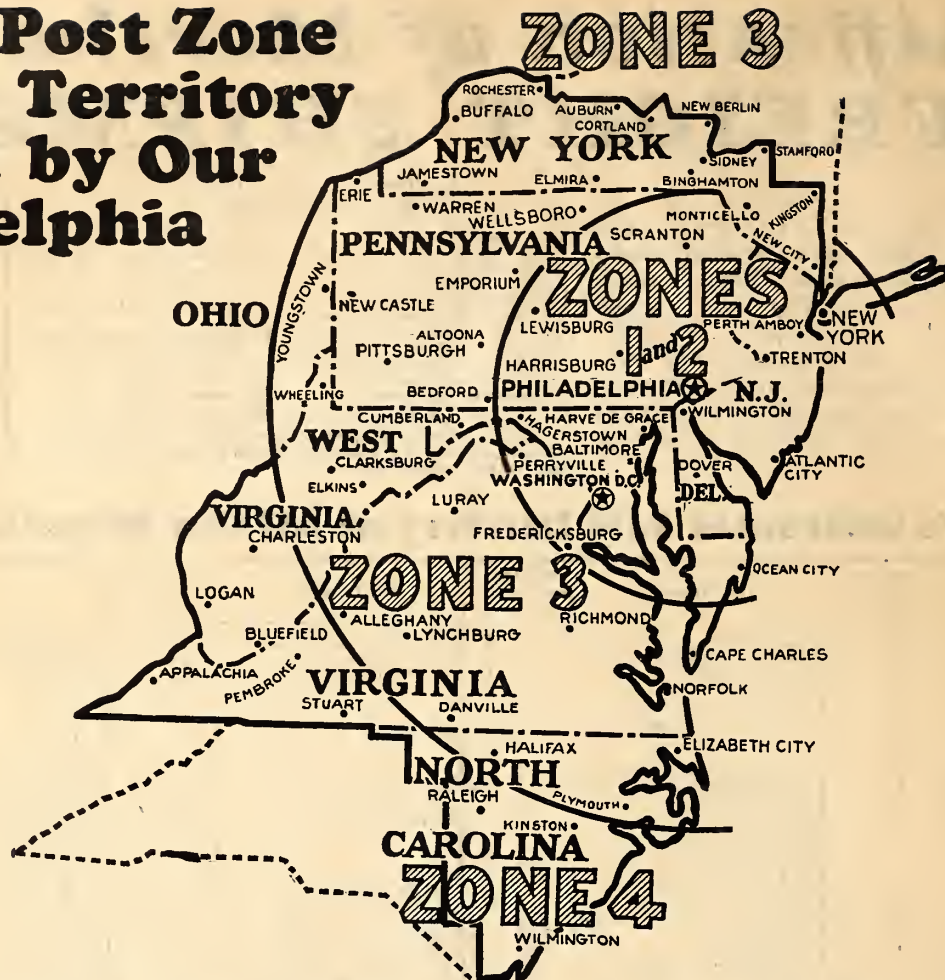 Post Zone
Territory
by Our
elphia
ZONE 3
ROCHESTER
BUFFALO
AUBURN
CORTLAND
NEW BERLIN
NEW YORK
SIDNEY
STAMFORD
JAMESTOWN
ELMIRA
BINGHAMTON
ERIE
WARREN
WELLSBORO
MONTICELLO
KINGSTON
SCRANTON
NEW CITY
PENNSYLVANIA
EMPORIUM
ZONES
1 and 2
OHIO
YOUNGSTOWN
NEW CASTLE
LEWISBURG
PERTH AMBOY
NEW
YORK
ALTOONA
PITTSBURGH
HARRISBURG
TRENTON
WHEELING
BEDFORD
PHILADELPHIA
N.J.
WILMINGTON
CUMBERLAND
HARVE DE GRACE
HAGERSTOWN
WEST
BALTIMORE
CLARKSBURG
PERRYVILLE
DOVER
ATLANTIC
CITY
WASHINGTON D.C.
ELKINS
LURAY
DEL.
VIRGINIA
CHARLESTON
FREDERICKSBURG
ZONE 3
OCEAN CITY
LOGAN
ALLEGHANY
RICHMOND
BLUEFIELD
LYNCHBURG
APPALACHIA
PEMBROKE
CAPE CHARLES
VIRGINIA
NORFOLK
STUART
DANVILLE
HALIFAX
ELIZABETH CITY
NORTH
RALEIGH
PLYMOUTH
KINSTON
CAROLINA
ZONE 4
WILMINGTON